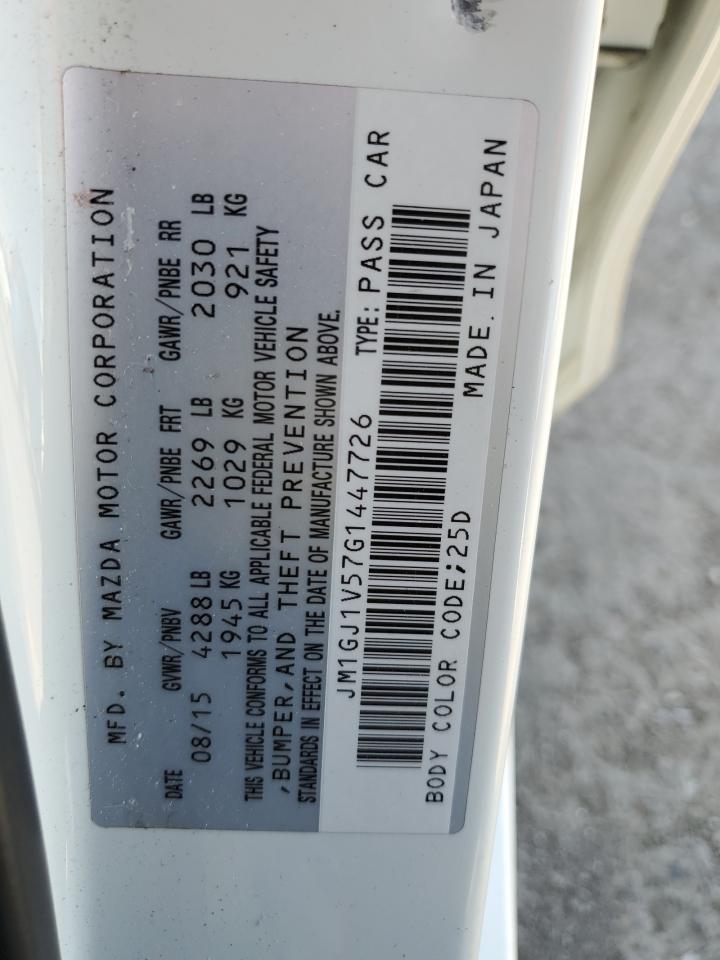 MFD. BY MAZDA MOTOR CORPORATION
DATE GVWR/PNBV GAWR/PNBE FRT GAWR/PNBE RR
08/15 4288 LB 2269 LB 2030 LB
1945 KG 1029 KG 921 KG
THIS VEHICLE CONFORMS TO ALL APPLICABLE FEDERAL MOTOR VEHICLE SAFETY
,BUMPER,AND THEFT PREVENTION
STANDARDS IN EFFECT ON THE DATE OF MANUFACTURE SHOWN ABOVE.
JM1GJ1V57G1447726 TYPE: PASS CAR
BODY COLOR CODE;25D
MADE IN JAPAN